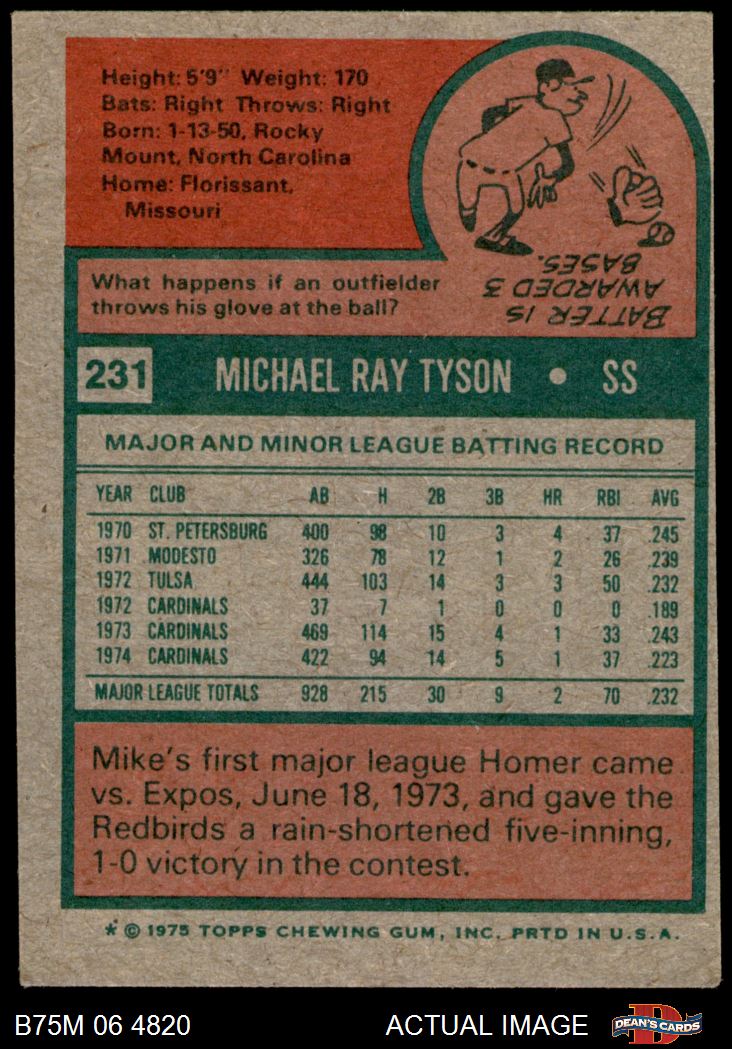 Height: 5'9" Weight: 170
Bats: Right Throws: Right
Born: 1-13-50, Rocky
Mount, North Carolina
Home: Florissant,
Missouri
What happens if an outfielder
throws his glove at the ball?
BATTER IS
AWARDED 3
BASES.
231 MICHAEL RAY TYSON • SS
MAJOR AND MINOR LEAGUE BATTING RECORD
YEAR CLUB AB H 2B 3B HR RBI AVG
1970 ST. PETERSBURG 400 98 10 3 4 37 .245
1971 MODESTO 326 78 12 1 2 26 .239
1972 TULSA 444 103 14 3 3 50 .232
1972 CARDINALS 37 7 1 0 0 0 .189
1973 CARDINALS 469 114 15 4 1 33 .243
1974 CARDINALS 422 94 14 5 1 37 .223
MAJOR LEAGUE TOTALS 928 215 30 9 2 70 .232
Mike's first major league Homer came
vs. Expos, June 18, 1973, and gave the
Redbirds a rain-shortened five-inning,
1-0 victory in the contest.
* © 1975 TOPPS CHEWING GUM, INC. PRTD IN U.S.A.
B75M 06 4820 ACTUAL IMAGE D DEAN'S CARDS